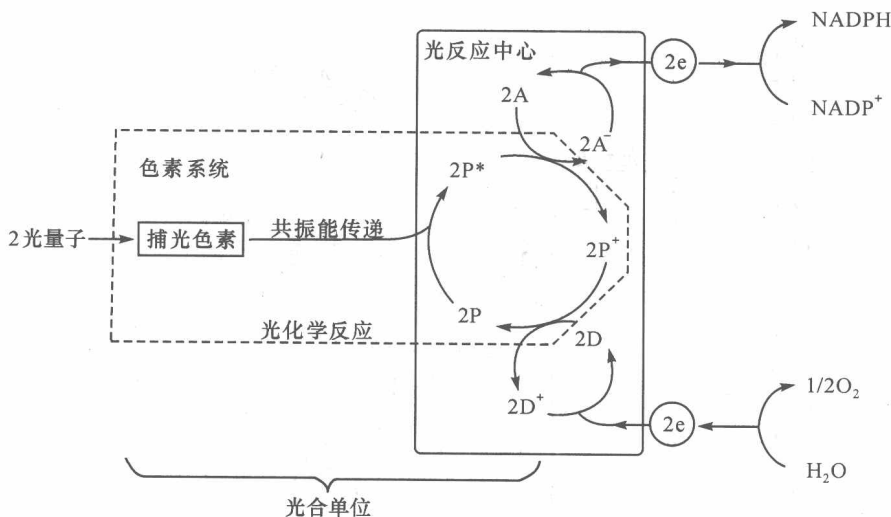 光反应中心
NADPH
2e
2A
NADP⁺
2A⁻
色素系统
2P*
2光量子
捕光色素
共振能传递
2P⁺
2P
光化学反应
2D
2D⁺
2e
1/2O₂
H₂O
光合单位